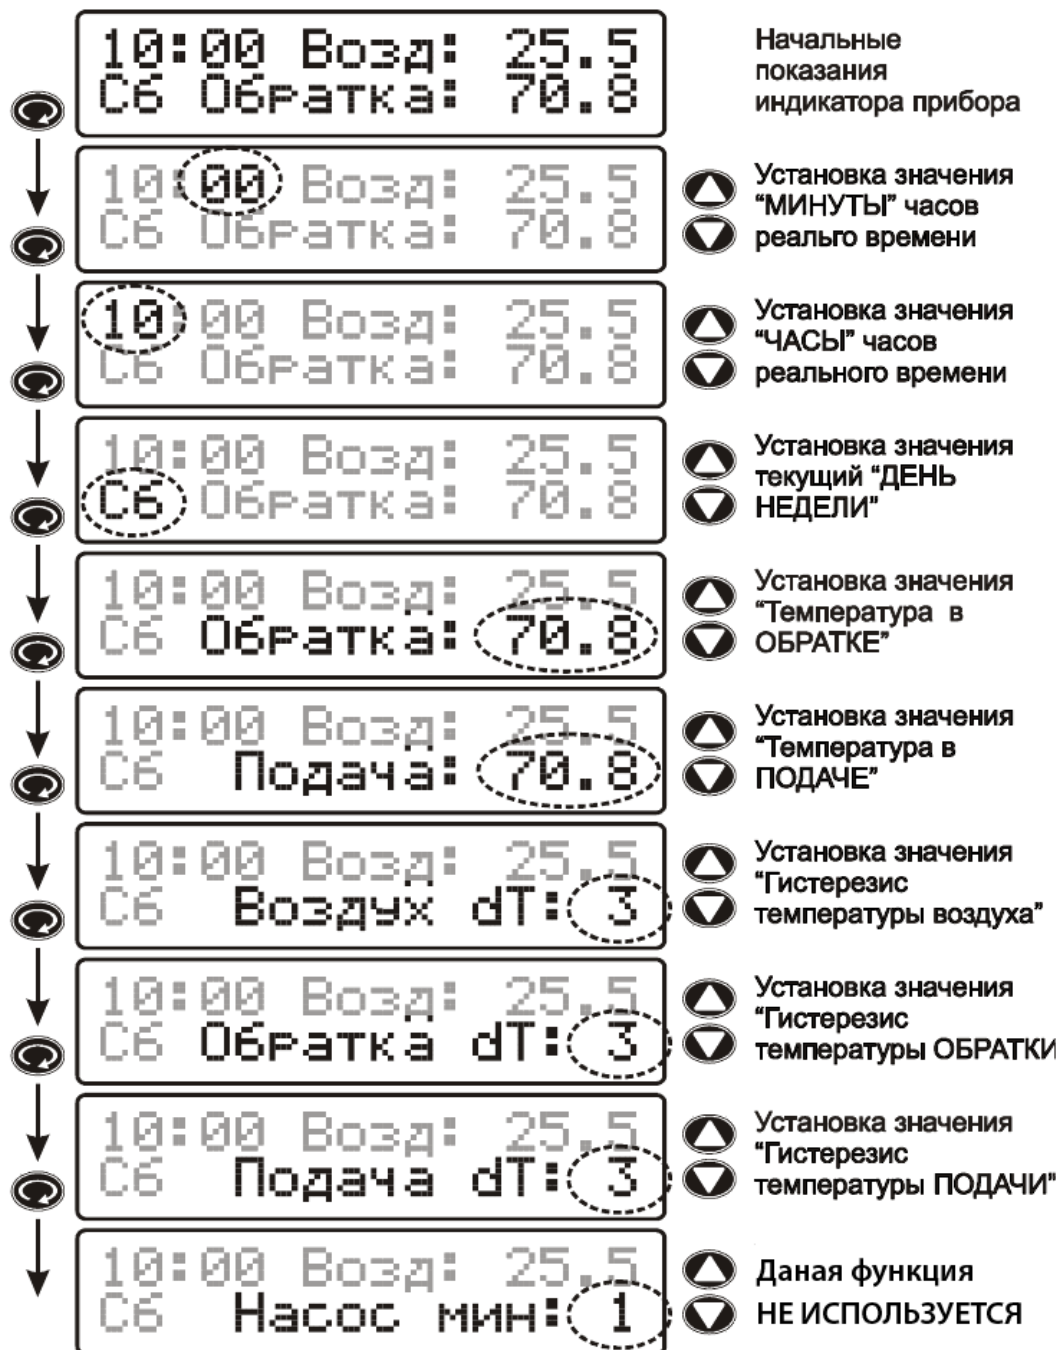 10:00 Возд: 25.5
Сб Обратка: 70.8
Начальные
показания
индикатора прибора
10:00 Возд: 25.5
Сб Обратка: 70.8
Установка значения
“МИНУТЫ” часов
реальго времени
10:00 Возд: 25.5
Сб Обратка: 70.8
Установка значения
“ЧАСЫ” часов
реального времени
10:00 Возд: 25.5
Сб Обратка: 70.8
Установка значения
текущий “ДЕНЬ
НЕДЕЛИ”
10:00 Возд: 25.5
Сб Обратка: 70.8
Установка значения
“Температура в
ОБРАТКЕ”
10:00 Возд: 25.5
Сб Подача: 70.8
Установка значения
“Температура в
ПОДАЧЕ”
10:00 Возд: 25.5
Сб Воздух dT: 3
Установка значения
“Гистерезис
температуры воздуха”
10:00 Возд: 25.5
Сб Обратка dT: 3
Установка значения
“Гистерезис
температуры ОБРАТКИ
10:00 Возд: 25.5
Сб Подача dT: 3
Установка значения
“Гистерезис
температуры ПОДАЧИ”
10:00 Возд: 25.5
Сб Насос мин: 1
Даная функция
НЕ ИСПОЛЬЗУЕТСЯ